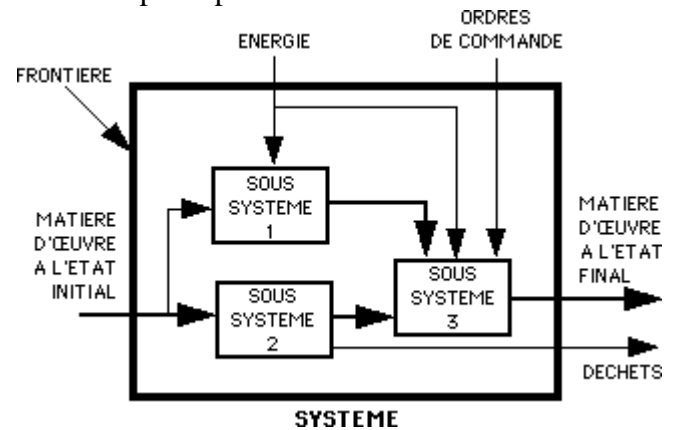 ORDRES
DE COMMANDE
ENERGIE
FRONTIERE
SOUS
SYSTEME
1
MATIERE
D'ŒUVRE
A L'ETAT
INITIAL
SOUS
SYSTEME
2
SOUS
SYSTEME
3
MATIERE
D'ŒUVRE
A L'ETAT
FINAL
DECHETS
SYSTEME